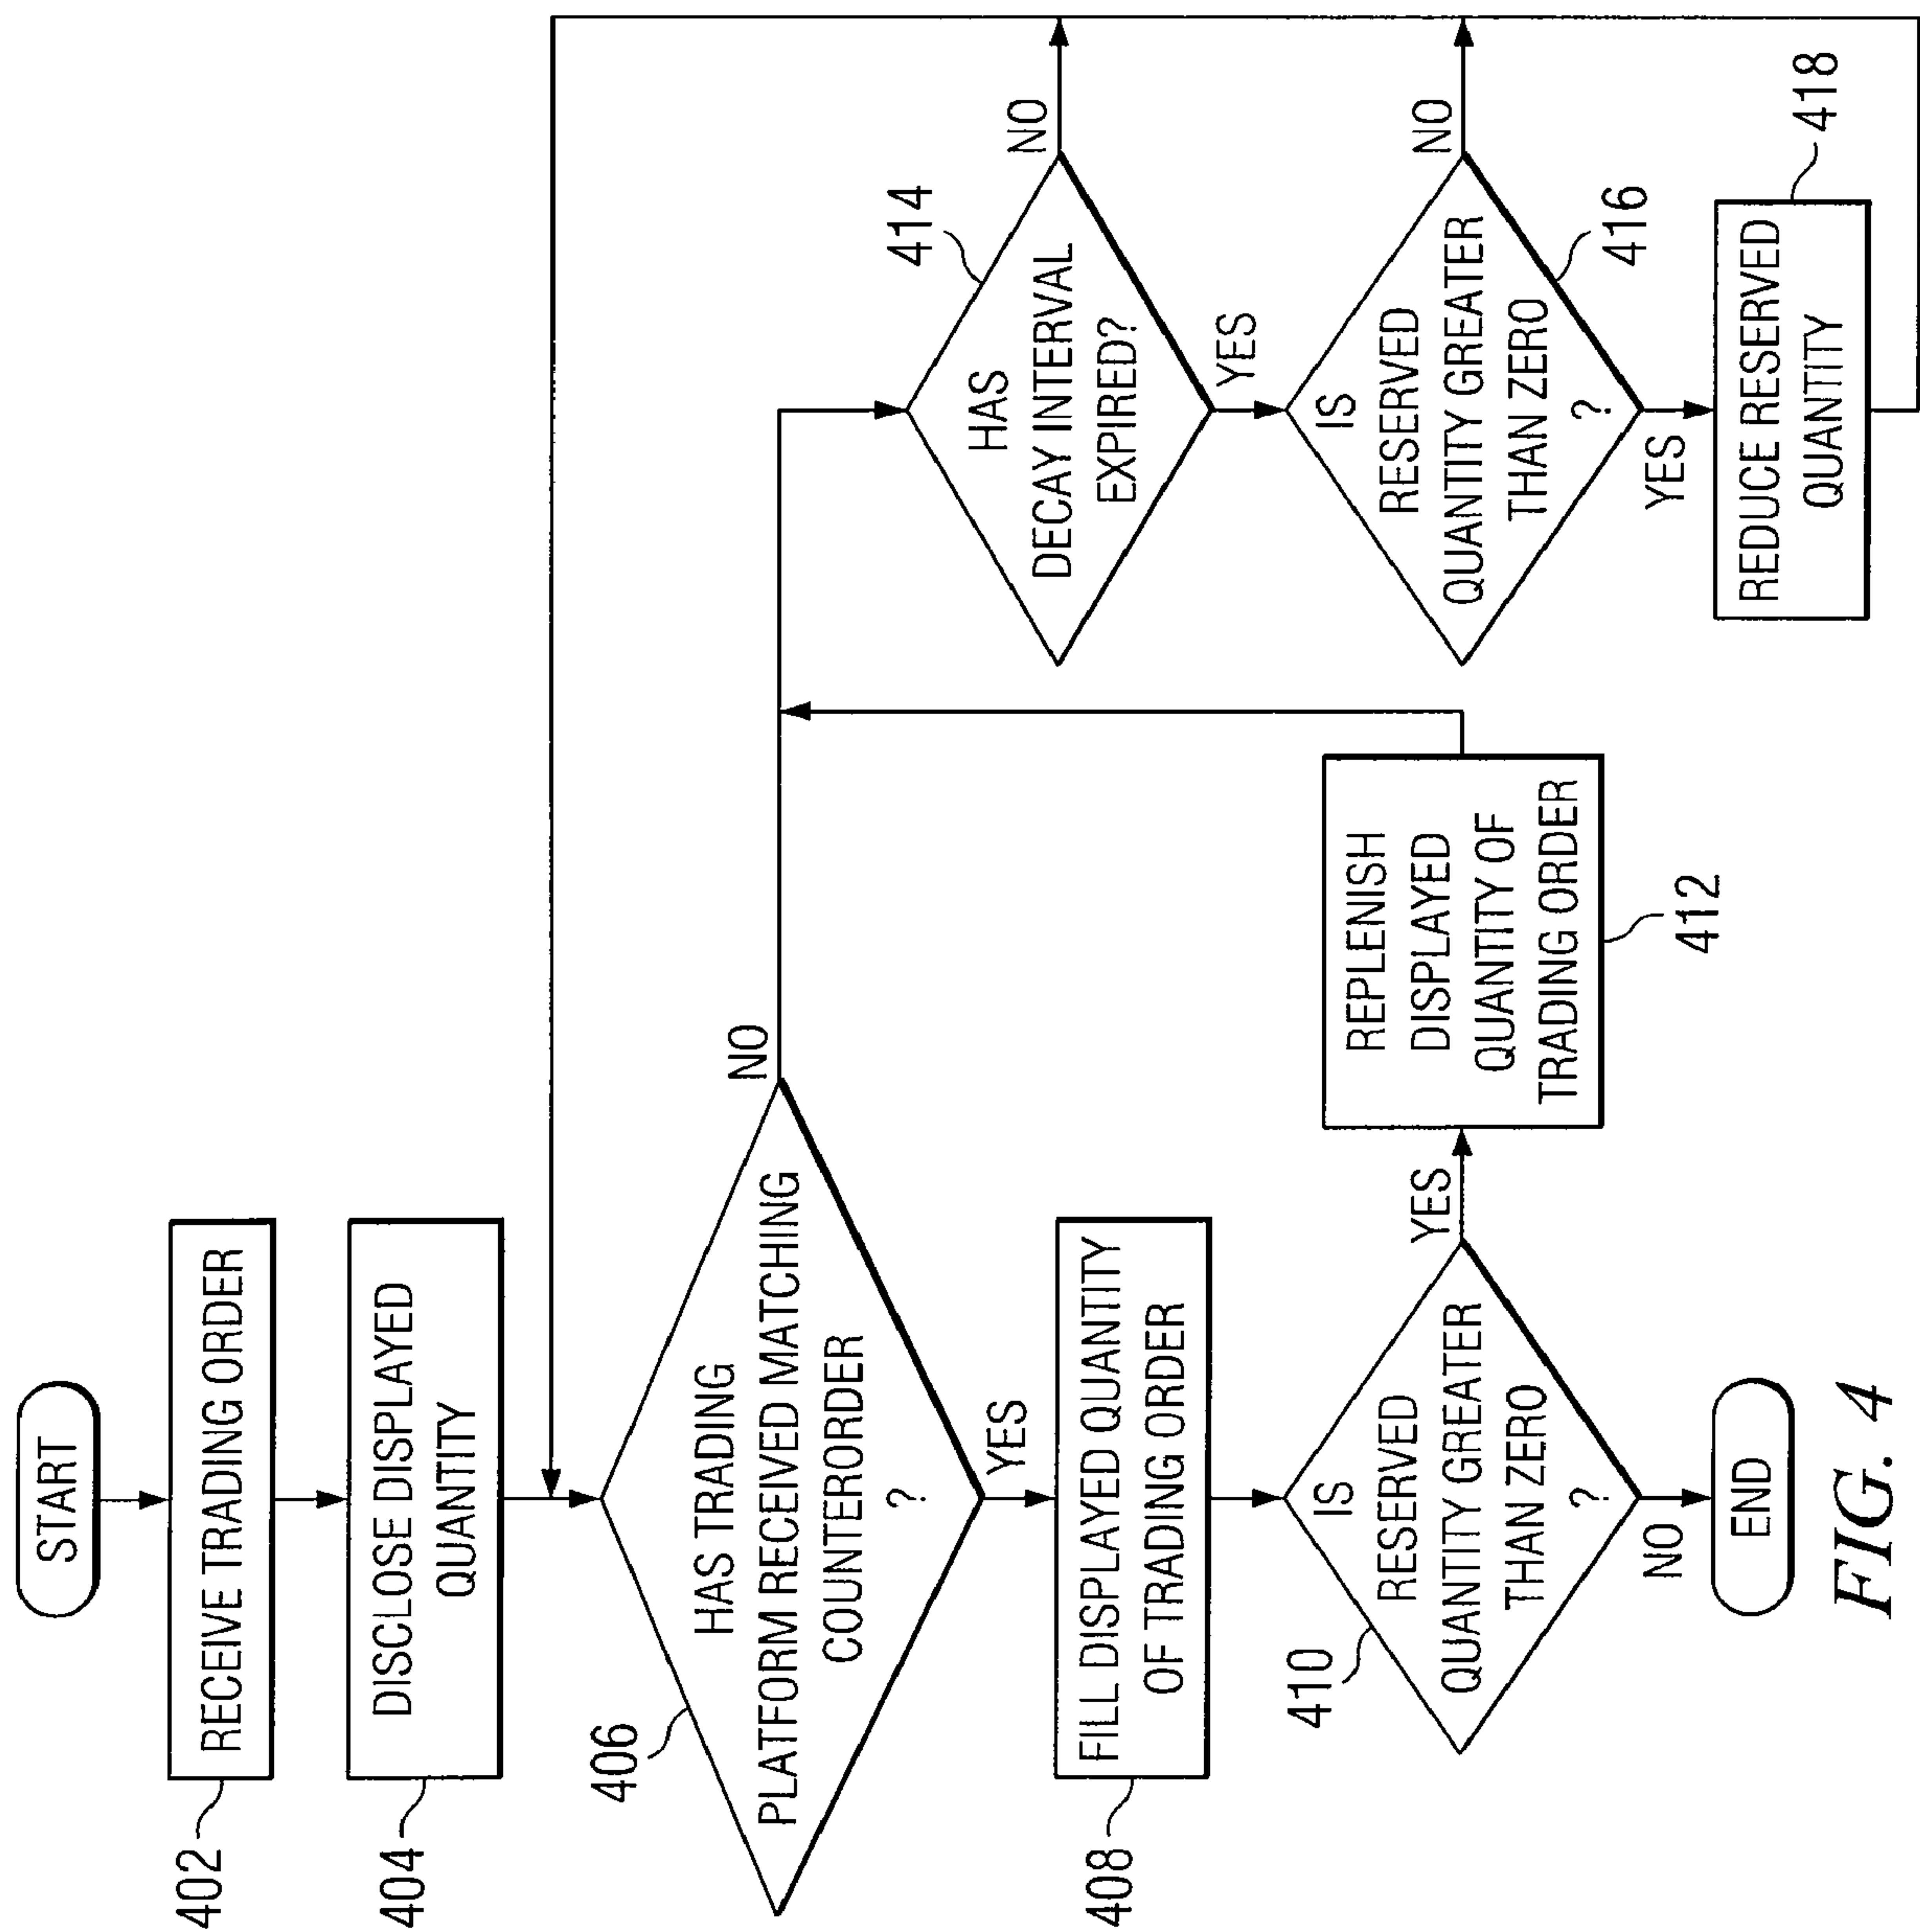 START
402
RECEIVE TRADING ORDER
404
DISCLOSE DISPLAYED
QUANTITY
406
HAS TRADING
PLATFORM RECEIVED MATCHING
COUNTERORDER
?
NO
YES
408
FILL DISPLAYED QUANTITY
OF TRADING ORDER
410
IS
RESERVED
QUANTITY GREATER
THAN ZERO
?
YES
NO
END
REPLENISH
DISPLAYED
QUANTITY OF
TRADING ORDER
412
414
HAS
DECAY INTERVAL
EXPIRED?
NO
YES
IS
RESERVED
QUANTITY GREATER
THAN ZERO
?
416
NO
YES
REDUCE RESERVED
QUANTITY
418
FIG. 4